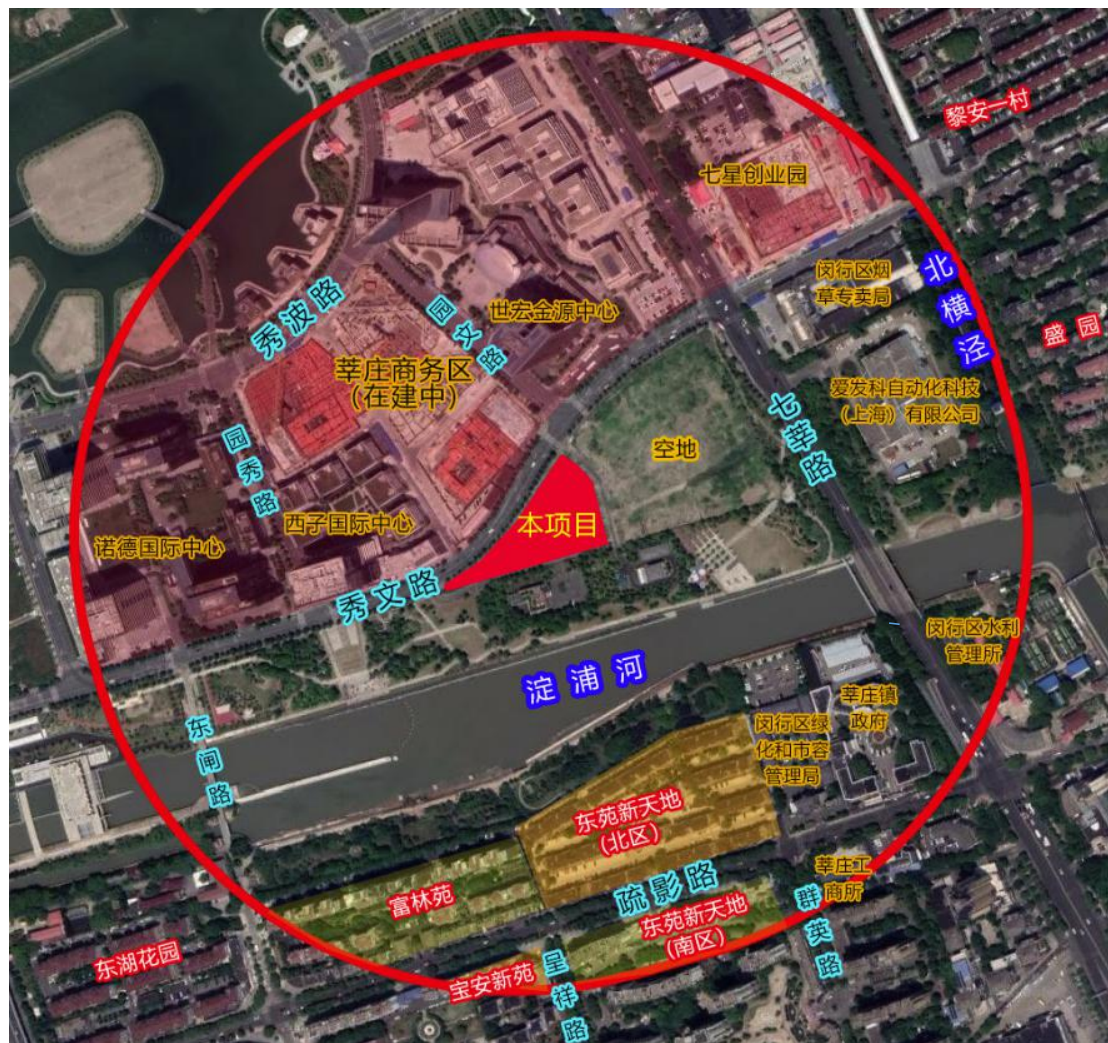 黎安一村
七星创业园
闵行区烟
草专卖局
北横泾
盛园
秀波路
园文路
世宏金源中心
莘庄商务区
（在建中）
爱发科自动化科技
（上海）有限公司
七莘路
空地
园秀路
西子国际中心
诺德国际中心
本项目
秀文路
淀浦河
闵行区水利
管理所
莘庄镇
政府
闵行区绿
化和市容
管理局
东闸路
东苑新天地
（北区）
疏影路
莘庄工
商所
富林苑
东苑新天地
（南区）
群英路
东湖花园
宝安新苑
呈祥路